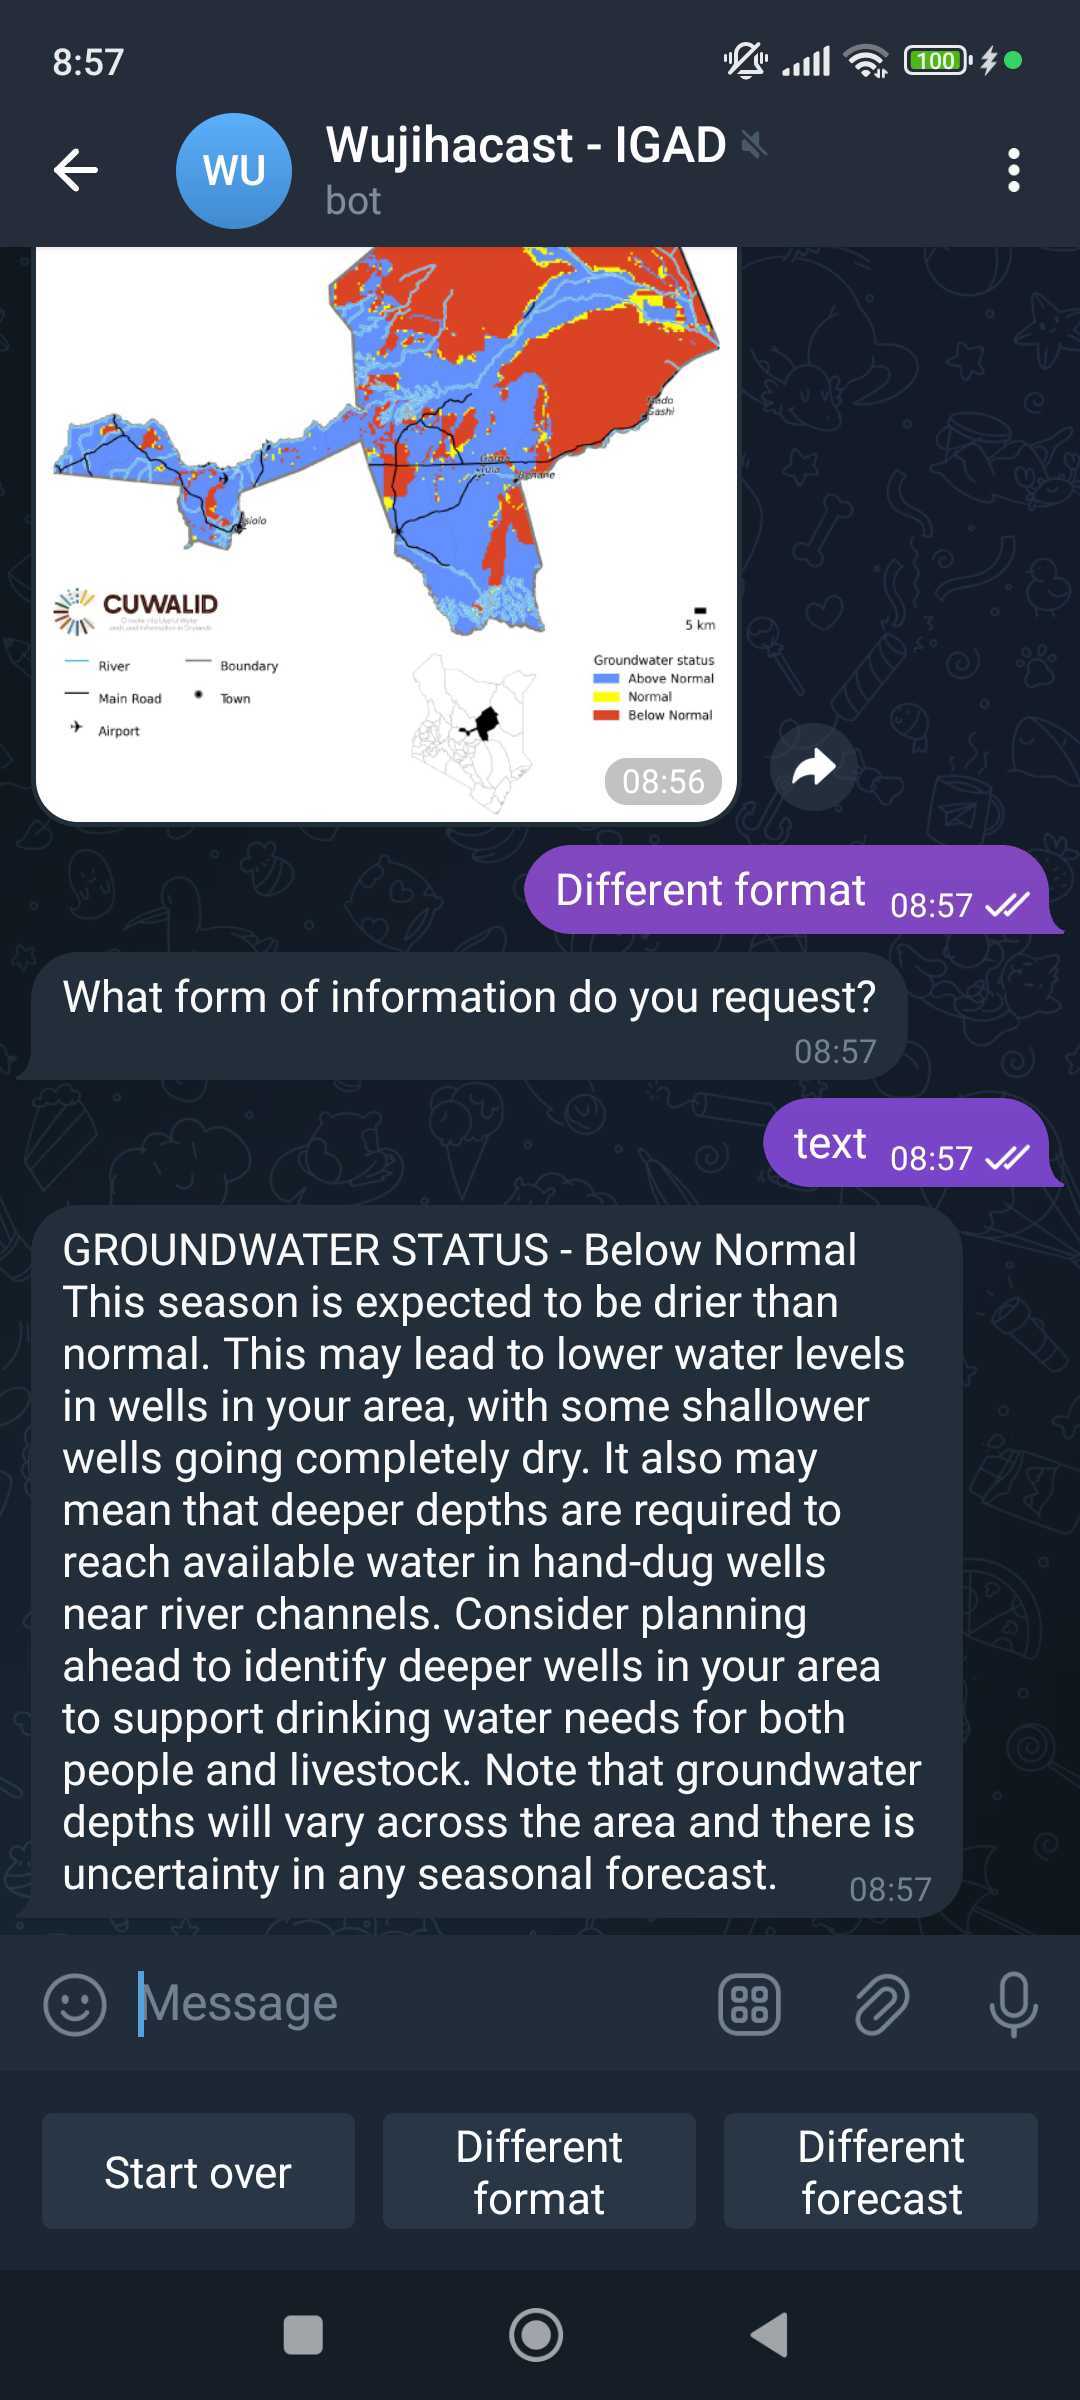 8:57
100
WU
Wujihacast - IGAD
bot
Mado
Gashi
Garba
Tula
Benane
Isiolo
CUWALID
5 km
River
Boundary
Main Road
Town
Airport
Groundwater status
Above Normal
Normal
Below Normal
08:56
Different format 08:57
What form of information do you request?
08:57
text 08:57
GROUNDWATER STATUS - Below Normal
This season is expected to be drier than
normal. This may lead to lower water levels
in wells in your area, with some shallower
wells going completely dry. It also may
mean that deeper depths are required to
reach available water in hand-dug wells
near river channels. Consider planning
ahead to identify deeper wells in your area
to support drinking water needs for both
people and livestock. Note that groundwater
depths will vary across the area and there is
uncertainty in any seasonal forecast. 08:57
Message
Start over
Different
format
Different
forecast